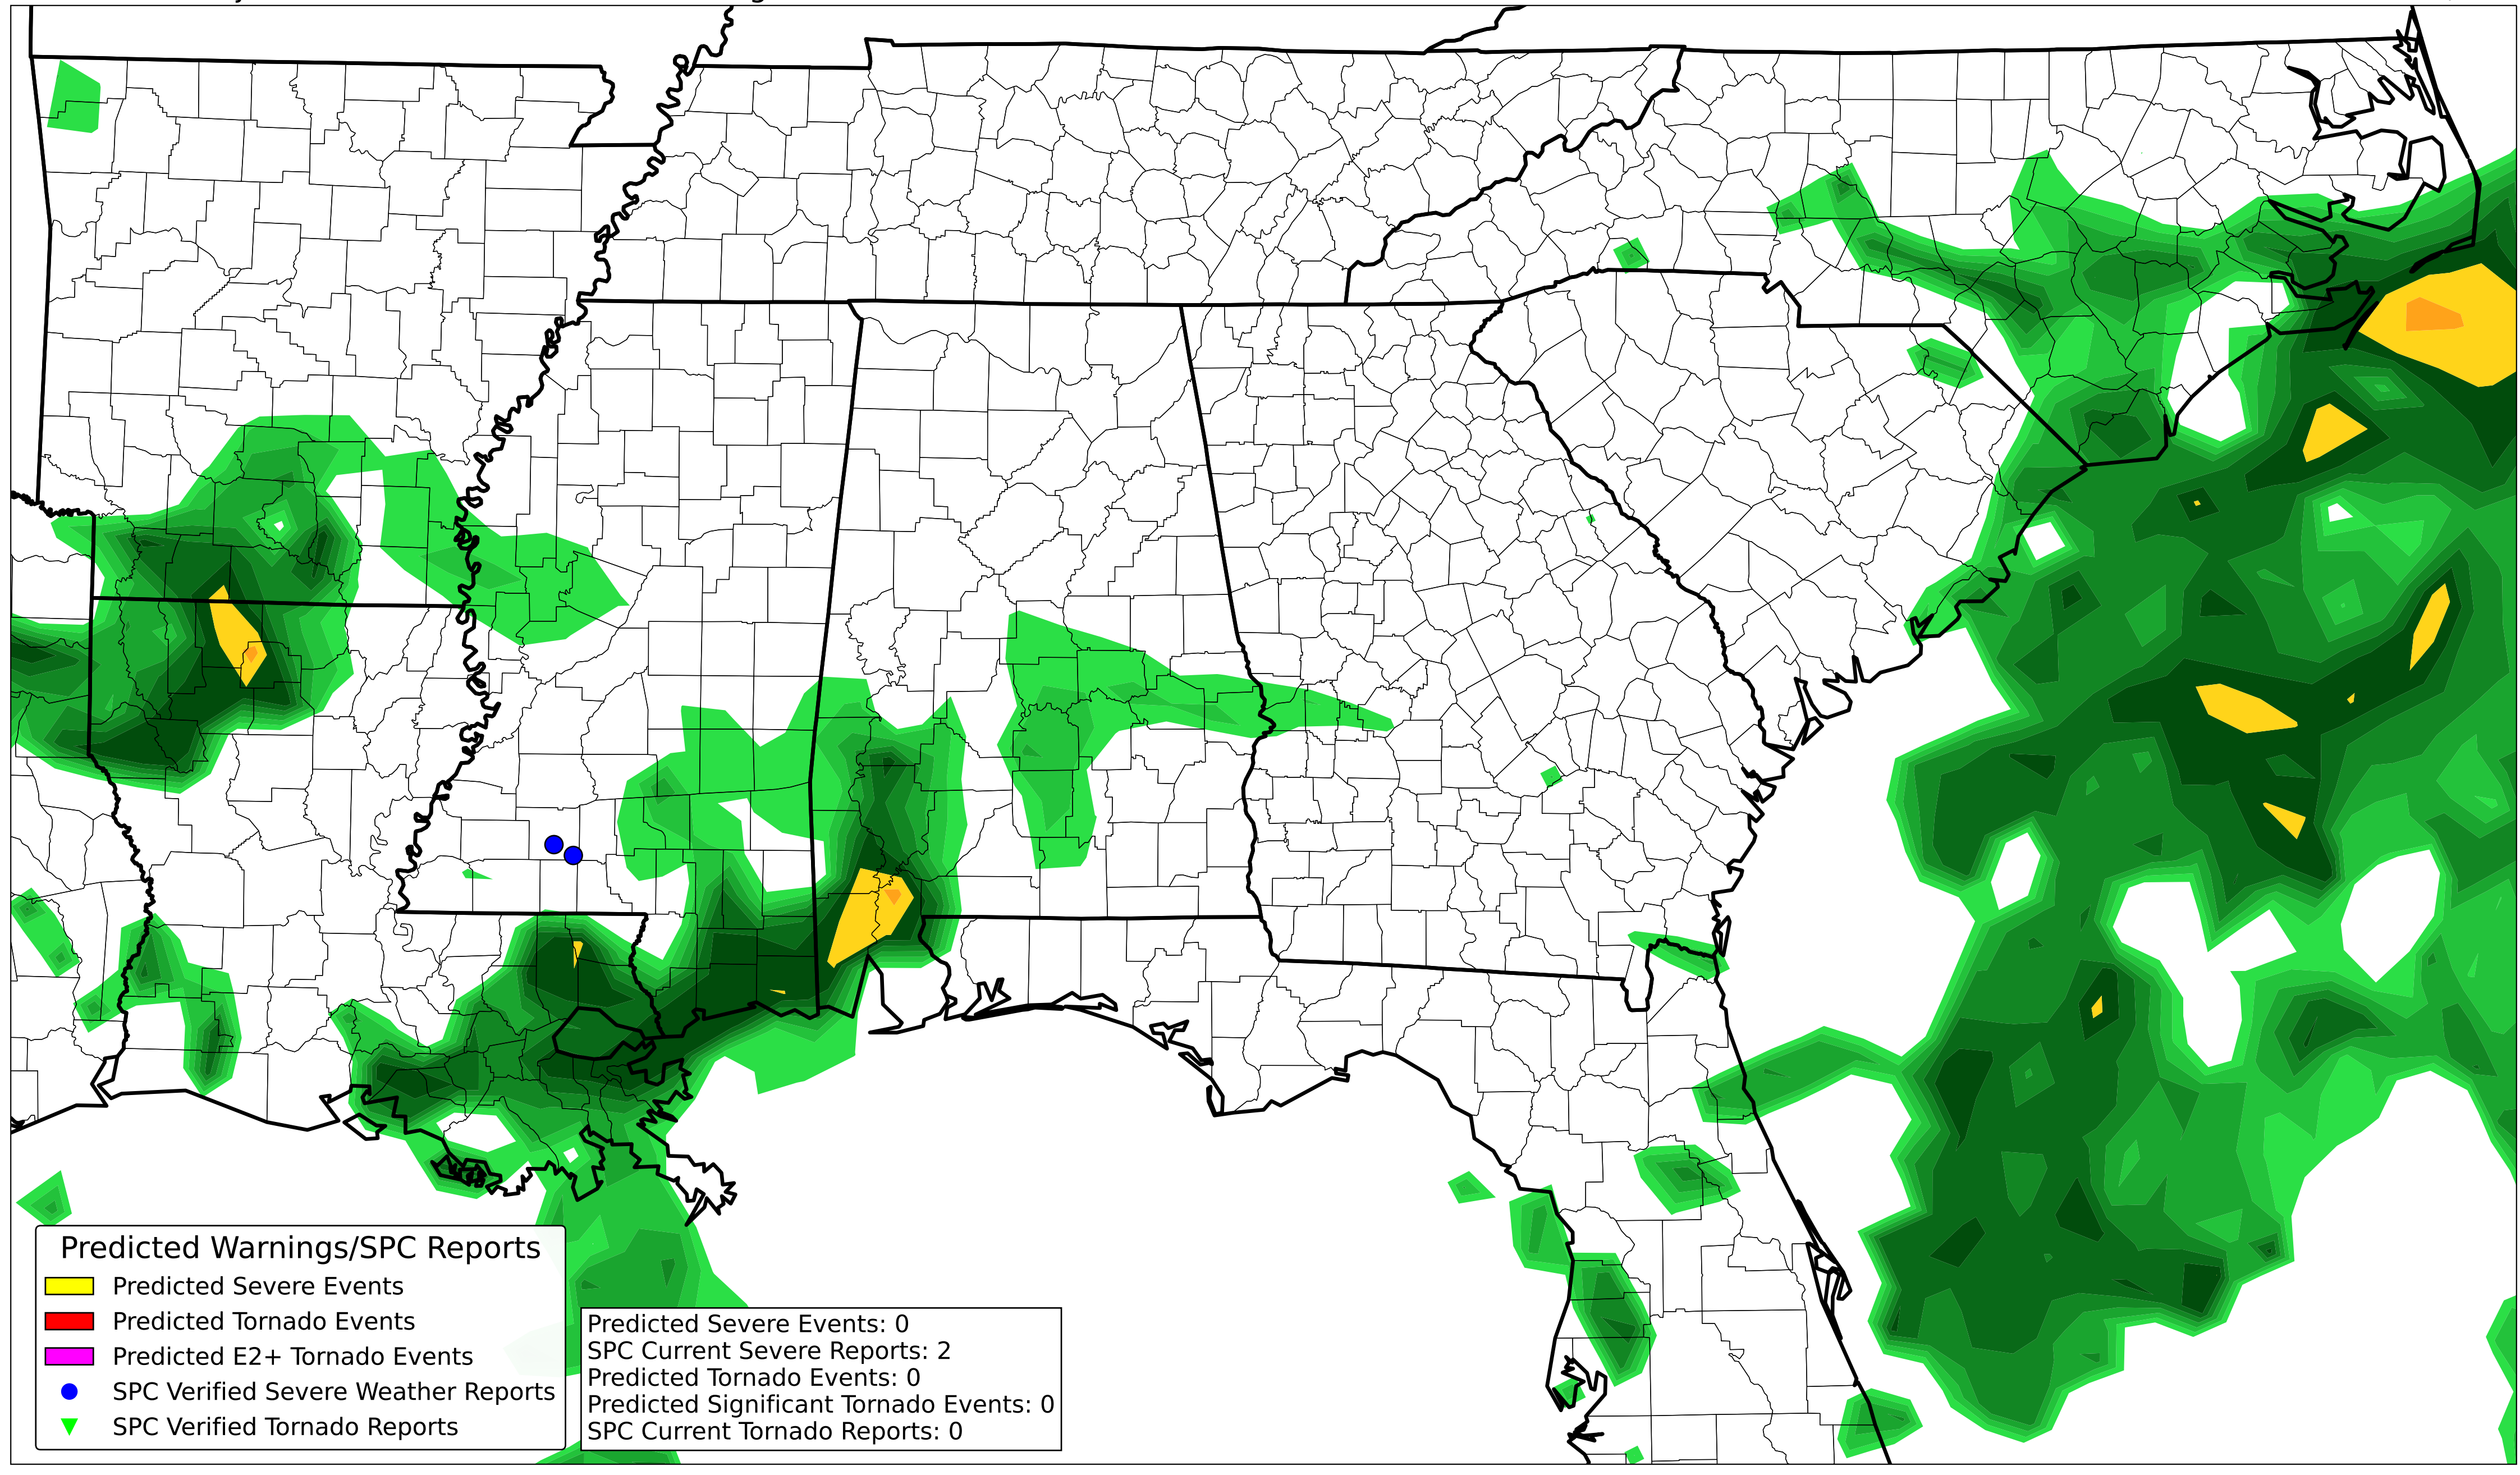 Predicted Warnings/SPC Reports
Predicted Severe Events
Predicted Tornado Events
Predicted E2+ Tornado Events
SPC Verified Severe Weather Reports
SPC Verified Tornado Reports
Predicted Severe Events: 0
SPC Current Severe Reports: 2
Predicted Tornado Events: 0
Predicted Significant Tornado Events: 0
SPC Current Tornado Reports: 0